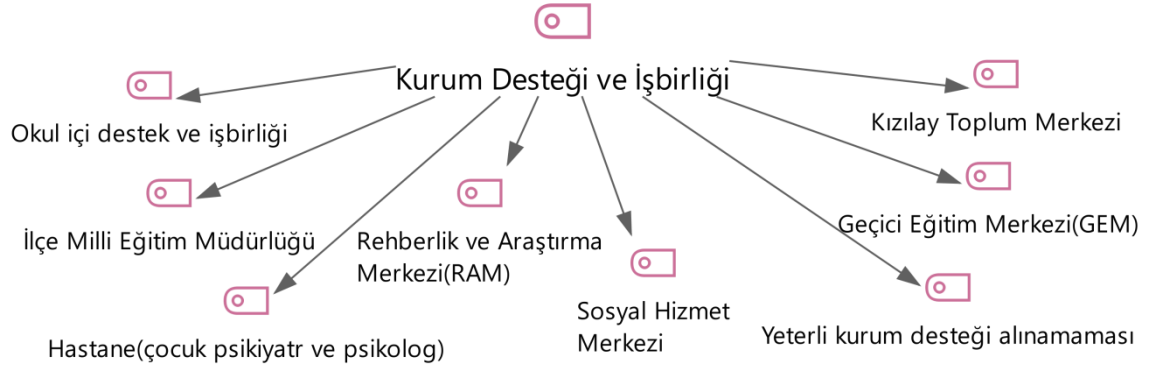 Kurum Desteği ve İşbirliği
Okul içi destek ve işbirliği
Kızılay Toplum Merkezi
İlçe Milli Eğitim Müdürlüğü
Rehberlik ve Araştırma
Merkezi(RAM)
Geçici Eğitim Merkezi(GEM)
Hastane(çocuk psikiyatr ve psikolog)
Sosyal Hizmet
Merkezi
Yeterli kurum desteği alınamaması